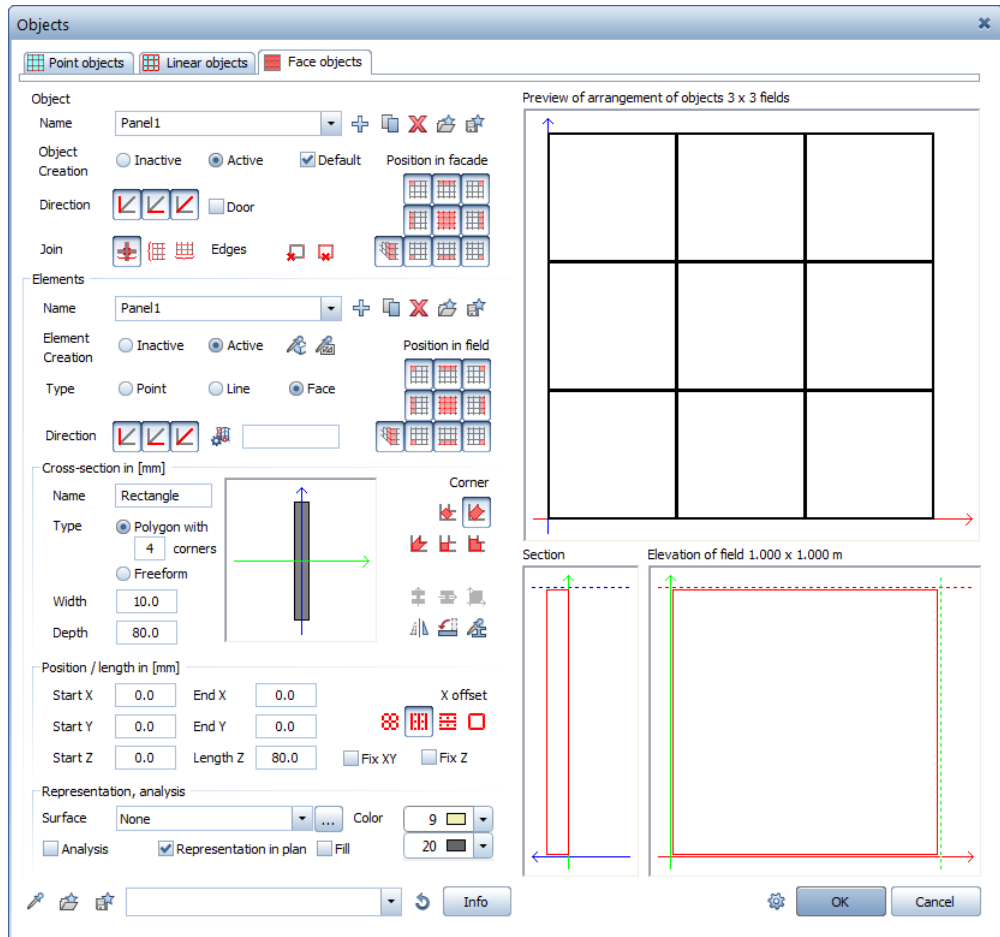 Objects
Point objects Linear objects Face objects
Object
Name Panel1
Object Creation Inactive Active Default Position in facade
Direction Door
Join Edges
Elements
Name Panel1
Element Creation Inactive Active Position in field
Type Point Line Face
Direction
Cross-section in [mm]
Name Rectangle Corner
Type Polygon with
4 corners
Freeform
Width 10.0
Depth 80.0
Position / length in [mm]
Start X 0.0 End X 0.0 X offset
Start Y 0.0 End Y 0.0
Start Z 0.0 Length Z 80.0 Fix XY Fix Z
Representation, analysis
Surface None ... Color 9
Analysis Representation in plan Fill 20
Preview of arrangement of objects 3 x 3 fields
Section Elevation of field 1.000 x 1.000 m
Info OK Cancel